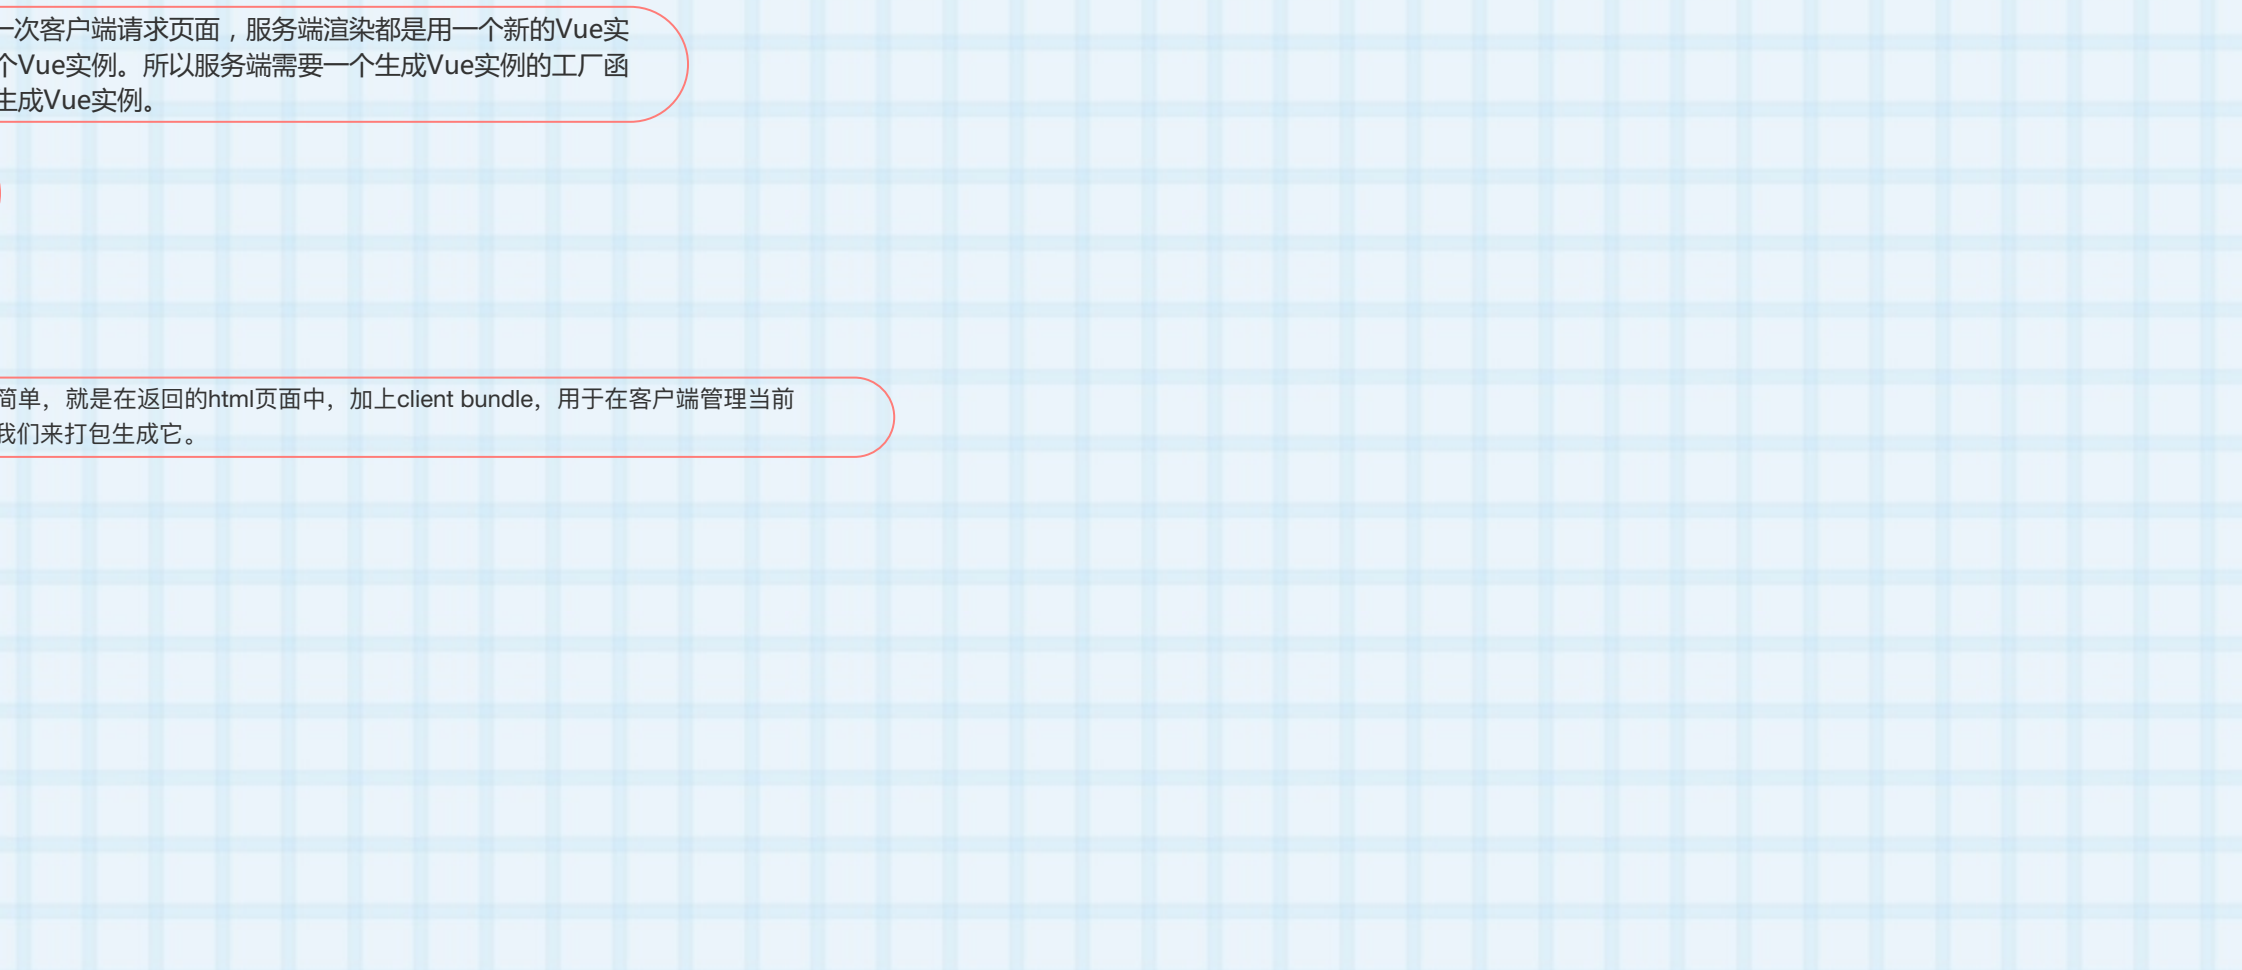 一次客户端请求页面，服务端渲染都是用一个新的Vue实
个Vue实例。所以服务端需要一个生成Vue实例的工厂函
生成Vue实例。
简单，就是在返回的html页面中，加上client bundle，用于在客户端管理当前
我们来打包生成它。